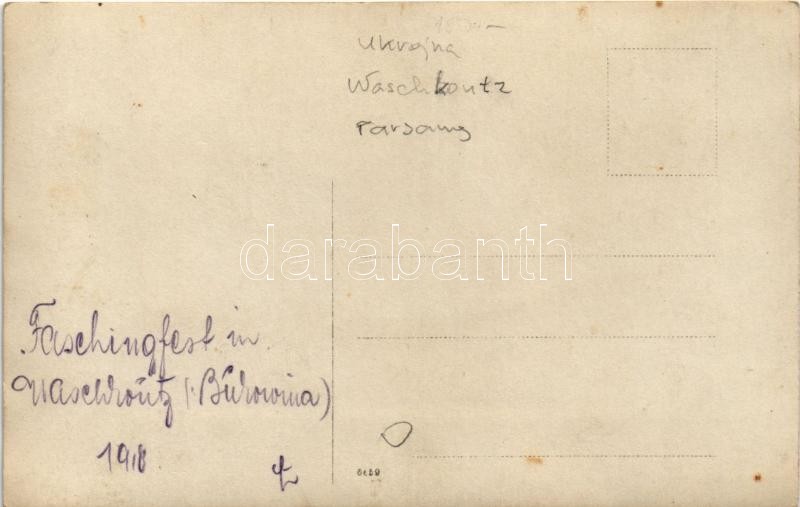 Ukrajna
Waschkoutz
Farsang
darabanth
Faschingfest in
Waschkoutz (Bukowina)
1918